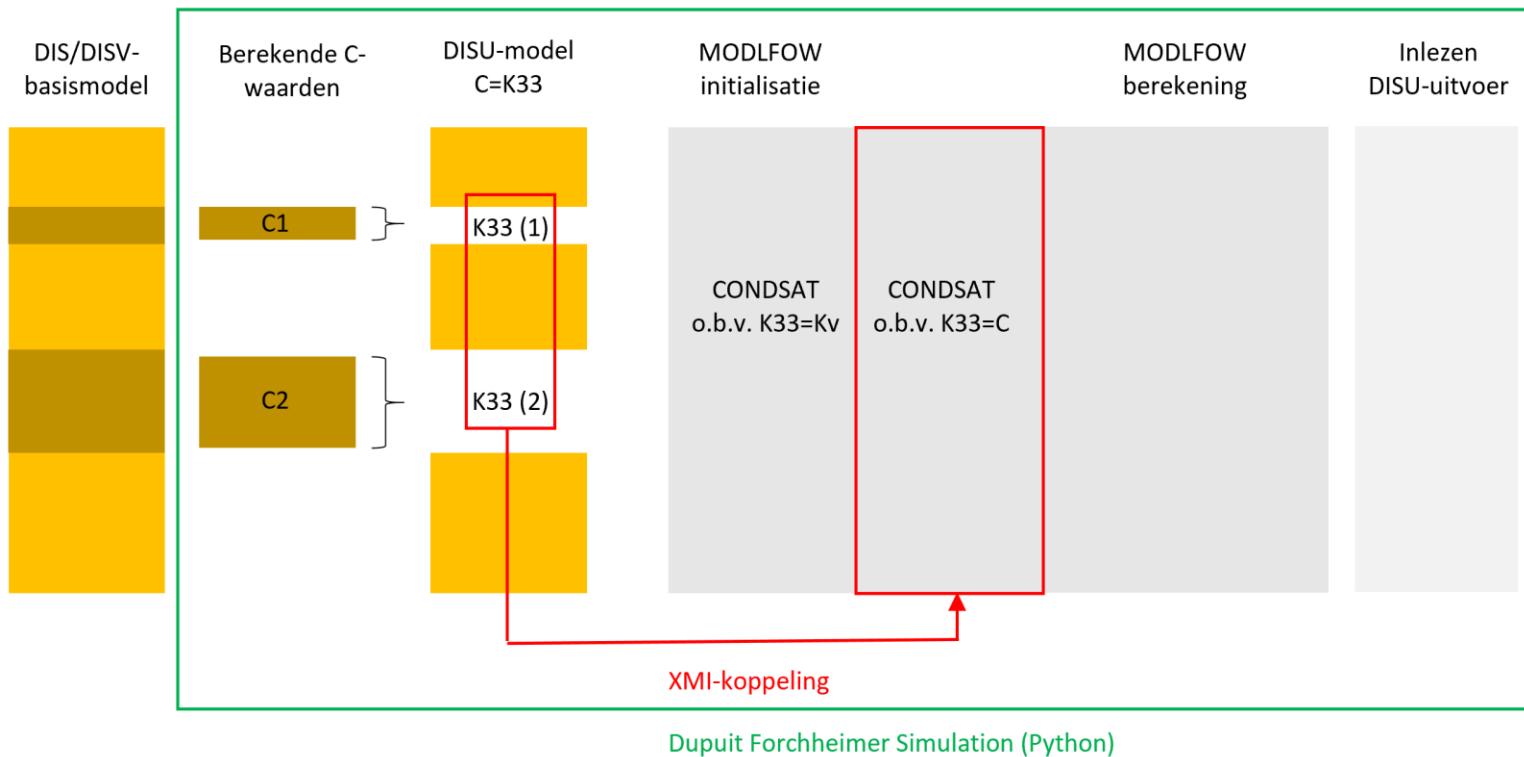 DIS/DISV-
basismodel
Berekende C-
waarden
DISU-model
C=K33
MODLFOW
initialisatie
MODLFOW
berekening
Inlezen
DISU-uitvoer
C1
K33 (1)
CONDSAT
o.b.v. K33=Kv
CONDSAT
o.b.v. K33=C
C2
K33 (2)
XMI-koppeling
Dupuit Forchheimer Simulation (Python)